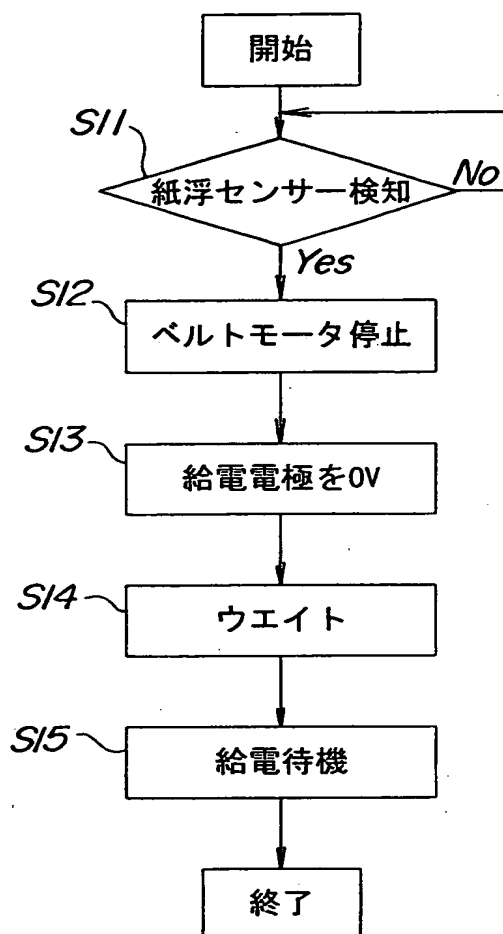 開始
S11
紙浮センサー検知
No
Yes
S12
ベルトモータ停止
S13
給電電極を0V
S14
ウエイト
S15
給電待機
終了